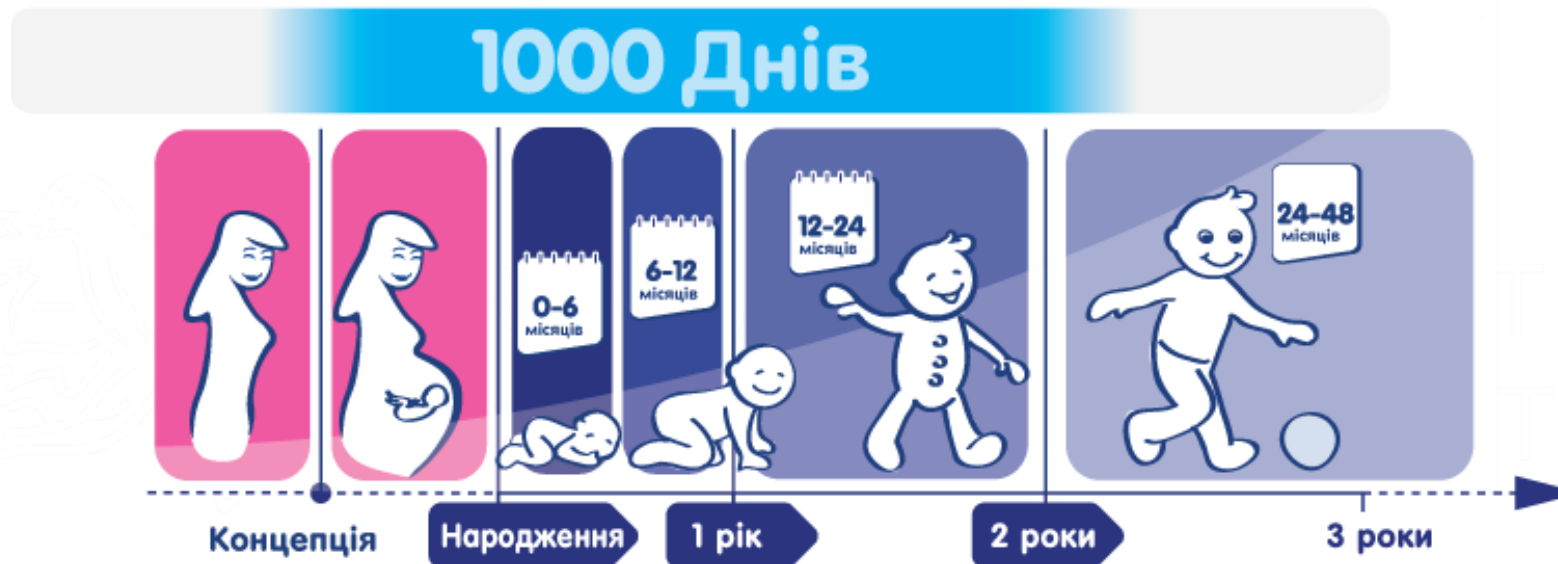 1000 Днів
0-6
місяців
6-12
місяців
12-24
місяців
24-48
місяців
Концепція
Народження
1 рік
2 роки
3 роки